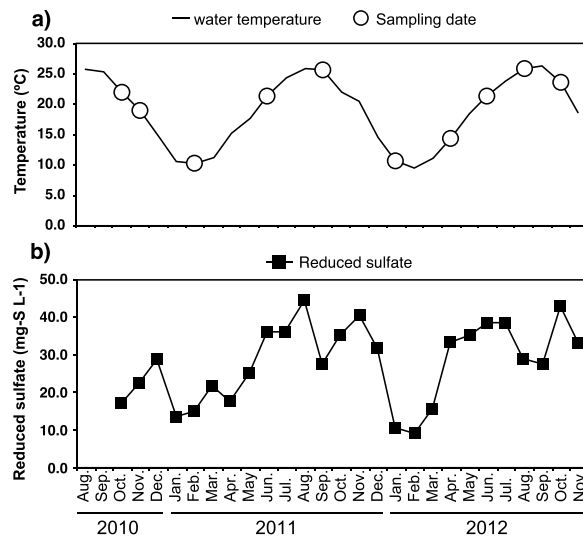 a)
water temperature
Sampling date
30.0
25.0
20.0
15.0
10.0
5.0
0.0
Temperature (ºC)
b)
Reduced sulfate
50.0
40.0
30.0
20.0
10.0
0.0
Reduced sulfate (mg-S L-1)
Aug. Sep. Oct. Nov. Dec. Jan. Feb. Mar. Apr. May Jun. Jul. Aug. Sep. Oct. Nov. Dec. Jan. Feb. Mar. Apr. May Jun. Jul. Aug. Sep. Oct. Nov.
2010 2011 2012